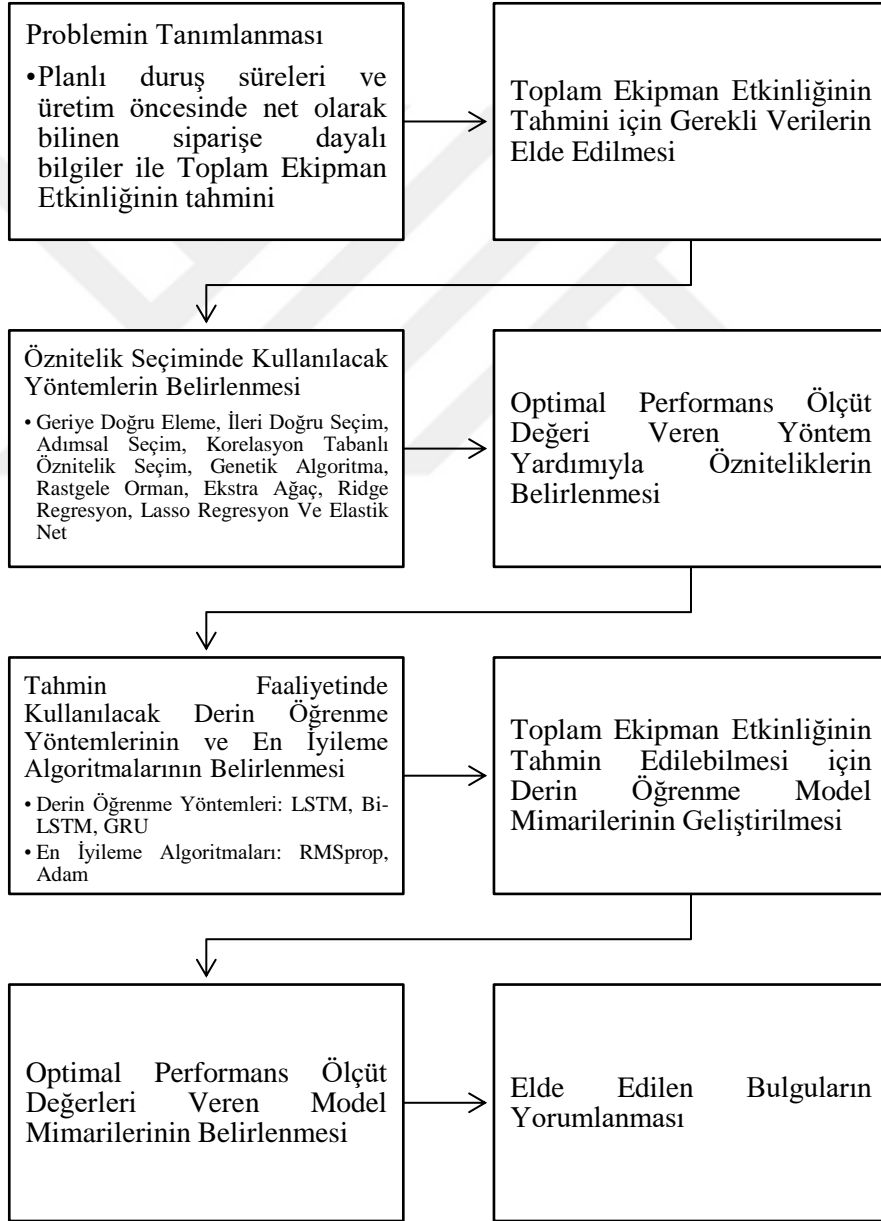 Problemin Tanımlanması
•Planlı duruş süreleri ve
üretim öncesinde net olarak
bilinen siparişe dayalı
bilgiler ile Toplam Ekipman
Etkinliğinin tahmini
Toplam Ekipman Etkinliğinin
Tahmini için Gerekli Verilerin
Elde Edilmesi
Öznitelik Seçiminde Kullanılacak
Yöntemlerin Belirlenmesi
• Geriye Doğru Eleme, İleri Doğru Seçim,
Adımsal Seçim, Korelasyon Tabanlı
Öznitelik Seçim, Genetik Algoritma,
Rastgele Orman, Ekstra Ağaç, Ridge
Regresyon, Lasso Regresyon Ve Elastik
Net
Optimal Performans Ölçüt
Değeri Veren Yöntem
Yardımıyla Özniteliklerin
Belirlenmesi
Tahmin Faaliyetinde
Kullanılacak Derin Öğrenme
Yöntemlerinin ve En İyileme
Algoritmalarının Belirlenmesi
• Derin Öğrenme Yöntemleri: LSTM, Bi-
LSTM, GRU
• En İyileme Algoritmaları: RMSprop,
Adam
Toplam Ekipman Etkinliğinin
Tahmin Edilebilmesi için
Derin Öğrenme Model
Mimarilerinin Geliştirilmesi
Optimal Performans Ölçüt
Değerleri Veren Model
Mimarilerinin Belirlenmesi
Elde Edilen Bulguların
Yorumlanması